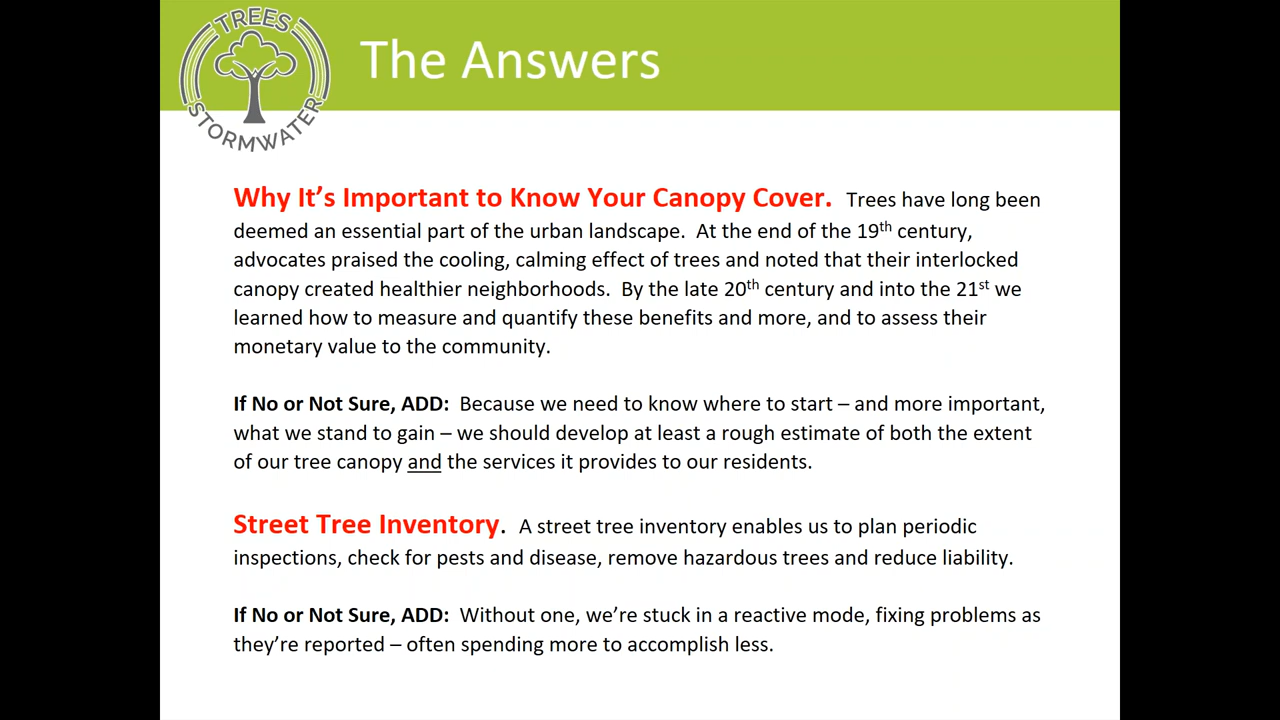 TREES
STORMWATER
The Answers
Why It’s Important to Know Your Canopy Cover. Trees have long been
deemed an essential part of the urban landscape. At the end of the 19th century,
advocates praised the cooling, calming effect of trees and noted that their interlocked
canopy created healthier neighborhoods. By the late 20th century and into the 21st we
learned how to measure and quantify these benefits and more, and to assess their
monetary value to the community.
If No or Not Sure, ADD: Because we need to know where to start – and more important,
what we stand to gain – we should develop at least a rough estimate of both the extent
of our tree canopy and the services it provides to our residents.
Street Tree Inventory. A street tree inventory enables us to plan periodic
inspections, check for pests and disease, remove hazardous trees and reduce liability.
If No or Not Sure, ADD: Without one, we’re stuck in a reactive mode, fixing problems as
they’re reported – often spending more to accomplish less.